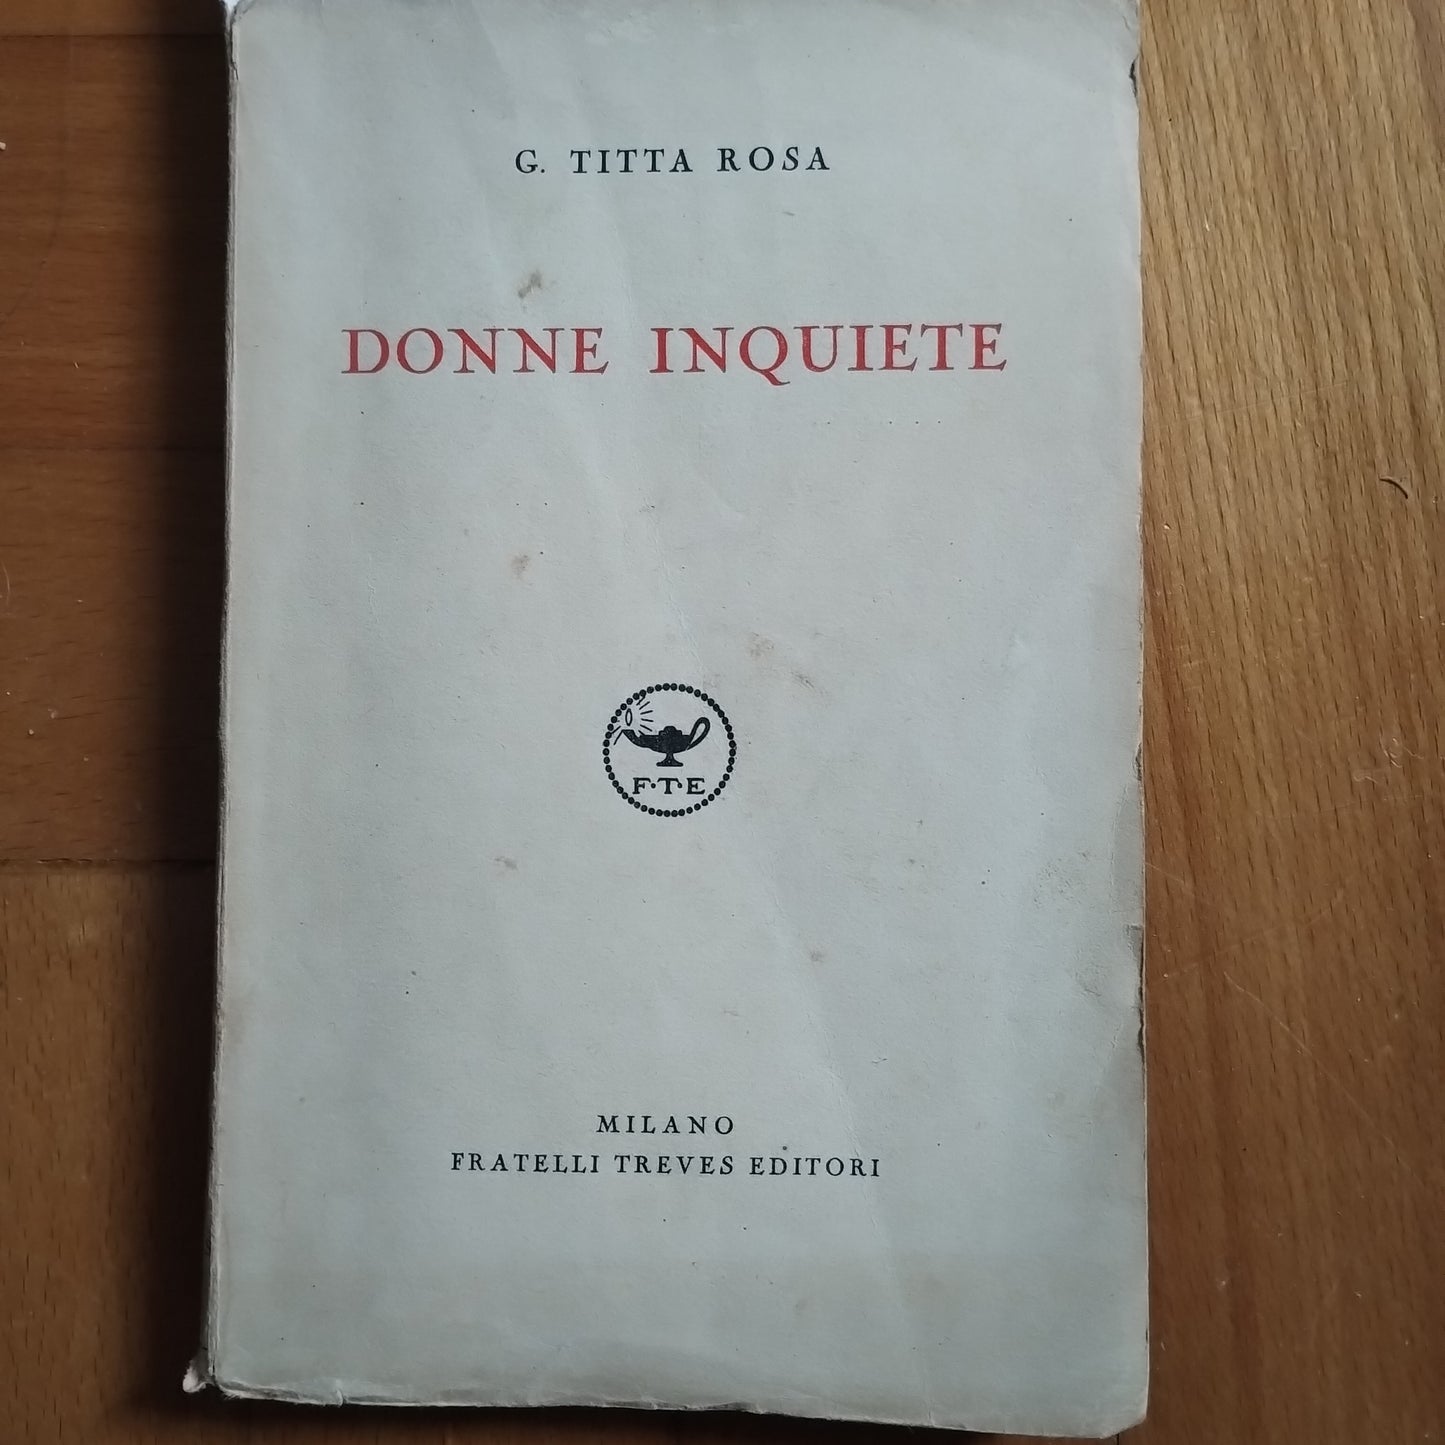 G. TITTA ROSA
DONNE INQUIETE
F·T·E
MILANO
FRATELLI TREVES EDITORI